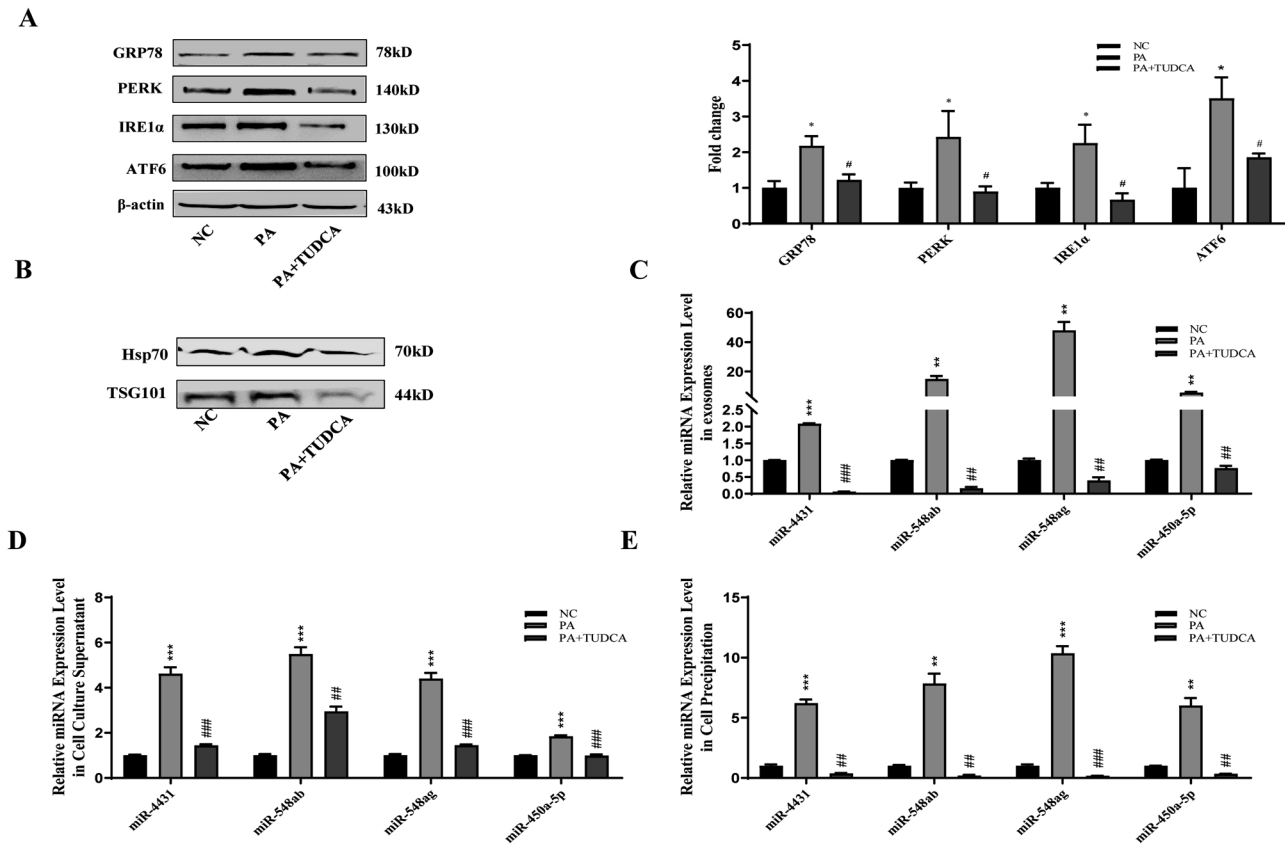 A
GRP78 78kD
PERK 140kD
IRE1α 130kD
ATF6 100kD
β-actin 43kD
NC PA PA+TUDCA
Fold change
5
4
3
2
1
0
NC
PA
PA+TUDCA
* # * # * # * #
GRP78 PERK IRE1α ATF6
B
Hsp70 70kD
TSG101 44kD
NC PA PA+TUDCA
C
Relative miRNA Expression Level
in exosomes
60
40
15
2.5
2.0
1.5
1.0
0.5
0.0
NC
PA
PA+TUDCA
*** ### ** ## ** ## ** ##
miR-4431 miR-548ab miR-548ag miR-450a-5p
D
Relative miRNA Expression Level
in Cell Culture Supernatant
8
6
4
2
0
NC
PA
PA+TUDCA
*** ### *** ## *** ### *** ###
miR-4431 miR-548ab miR-548ag miR-450a-5p
E
Relative miRNA Expression Level
in Cell Precipitation
15
10
5
0
NC
PA
PA+TUDCA
*** ## ** ## *** ### ** ##
miR-4431 miR-548ab miR-548ag miR-450a-5p